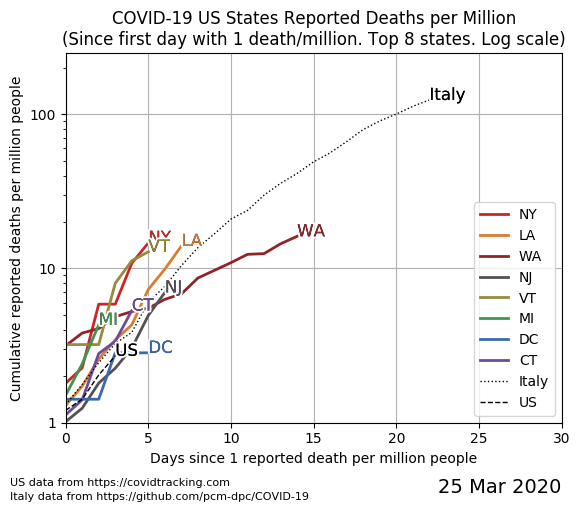 COVID-19 US States Reported Deaths per Million
(Since first day with 1 death/million. Top 8 states. Log scale)
Cumulative reported deaths per million people
100
10
1
Italy
WA
NY
VT
LA
NJ
CT
MI
US
DC
NY
LA
WA
NJ
VT
MI
DC
CT
Italy
US
0 5 10 15 20 25 30
Days since 1 reported death per million people
US data from https://covidtracking.com
Italy data from https://github.com/pcm-dpc/COVID-19
25 Mar 2020